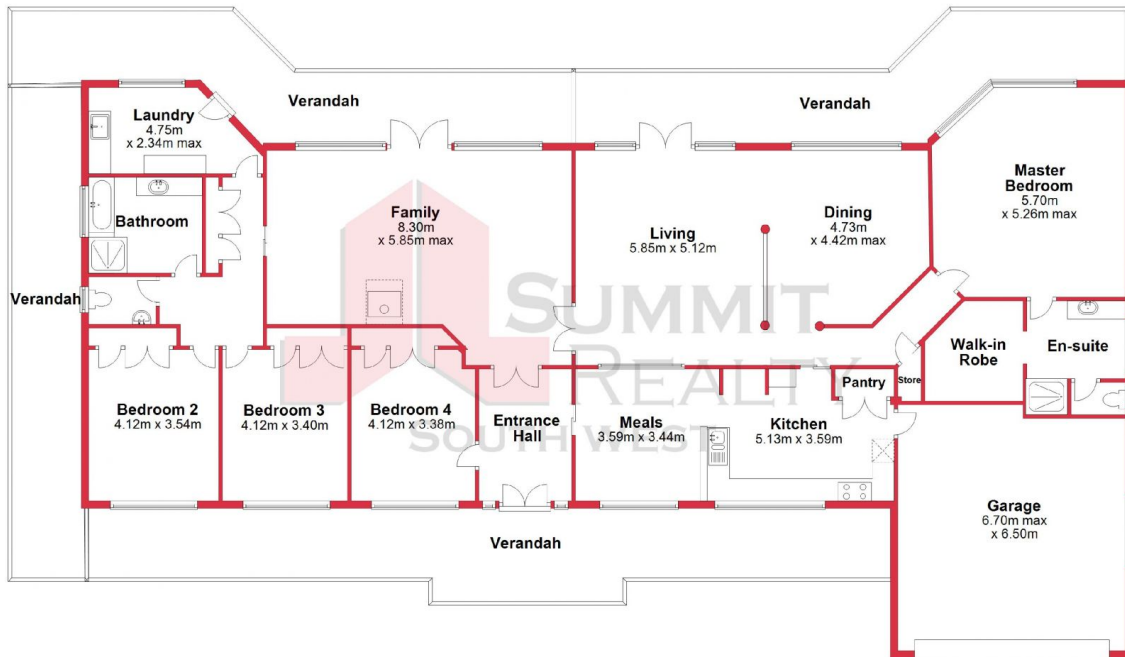 Verandah
Verandah
Laundry
4.75m
x 2.34m max
Master
Bedroom
5.70m
x 5.26m max
Bathroom
Family
8.30m
x 5.85m max
Living
5.85m x 5.12m
Dining
4.73m
x 4.42m max
Verandah
SUMMIT
REALTY
SOUTH WEST
Walk-in
Robe
En-suite
Pantry
Store
Bedroom 2
4.12m x 3.54m
Bedroom 3
4.12m x 3.40m
Bedroom 4
4.12m x 3.38m
Entrance
Hall
Meals
3.59m x 3.44m
Kitchen
5.13m x 3.59m
Garage
6.70m max
x 6.50m
Verandah